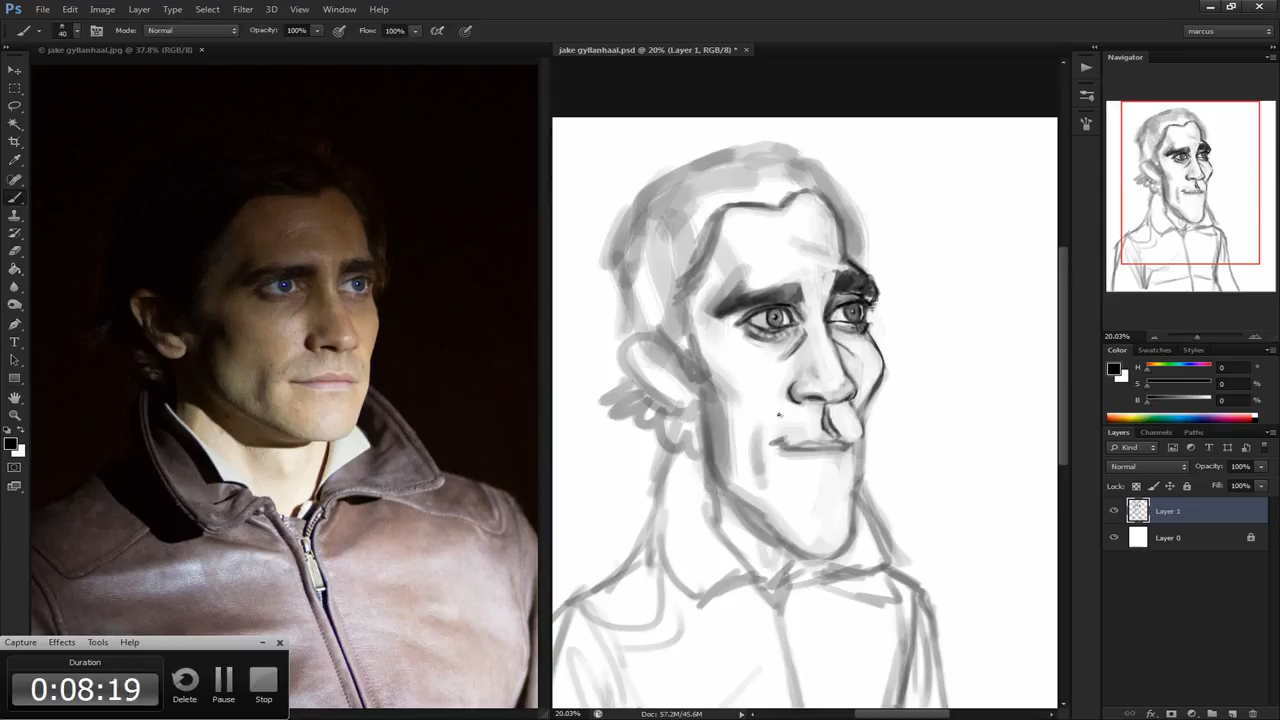 Ps File Edit Image Layer Type Select Filter 3D View Window Help
40 Mode: Normal Opacity: 100% Flow: 100% marcus
© jake gyllanhaal.jpg @ 37.8% (RGB/8) ×
jake gyllanhaal.psd @ 20% (Layer 1, RGB/8) * ×
Navigator
20.03%
Color Swatches Styles
H 0 °
S 0 %
B 0 %
Layers Channels Paths
Kind
Normal Opacity: 100%
Lock: Fill: 100%
Layer 1
Layer 0
Capture Effects Tools Help
Duration
0:08:19
Delete Pause Stop
20.03% Doc: 57.2M/45.6M